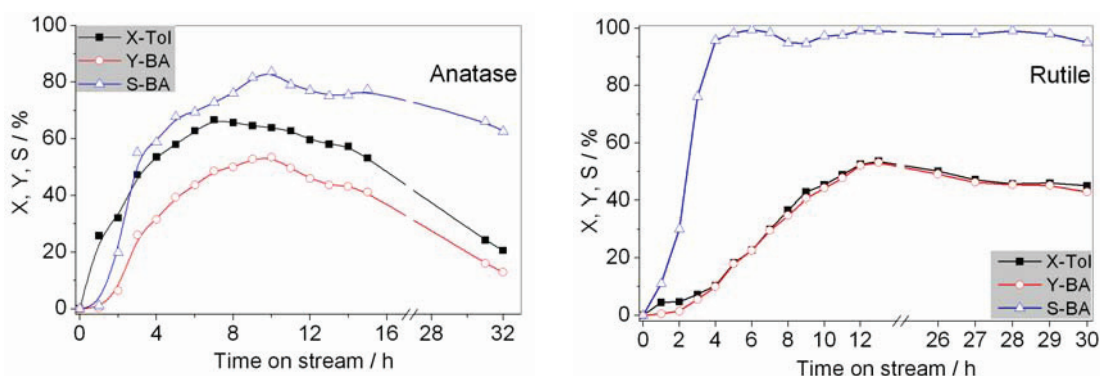 X-Tol
Y-BA
S-BA
Anatase
100
80
60
40
20
0
X, Y, S / %
0 4 8 12 16 28 32
Time on stream / h
Rutile
100
80
60
40
20
0
X, Y, S / %
X-Tol
Y-BA
S-BA
0 2 4 6 8 10 12 26 27 28 29 30
Time on stream / h